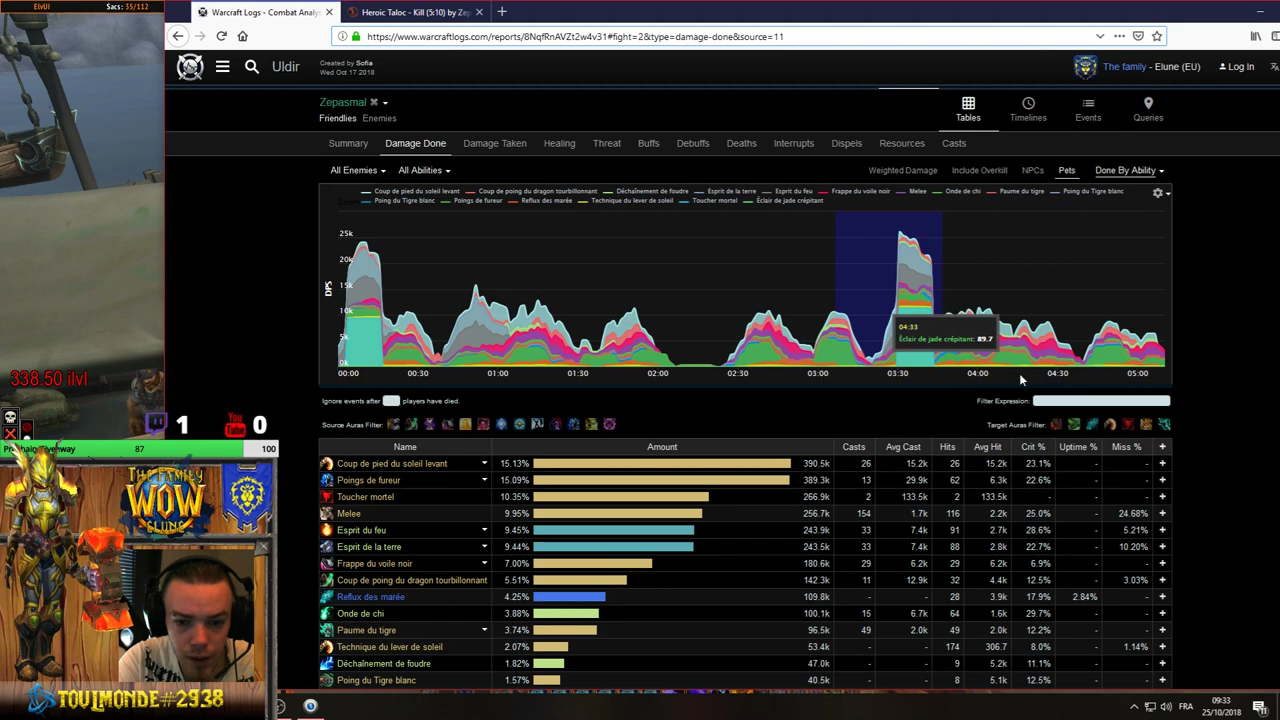 ElvUI
Sacs: 35/112
Warcraft Logs - Combat Analys
Heroic Taloc - Kill (5:10) by Zep
https://www.warcraftlogs.com/reports/8NqfRnAVZt2w4v31#fight=2&type=damage-done&source=11
Uldir
Created by Sofia
Wed Oct 17 2018
The family - Elune (EU)
Log In
Zepasmal
Friendlies Enemies
Tables Timelines Events Queries
Summary Damage Done Damage Taken Healing Threat Buffs Debuffs Deaths Interrupts Dispels Resources Casts
All Enemies All Abilities
Weighted Damage Include Overkill NPCs Pets Done By Ability
Coup de pied du soleil levant Coup de poing du dragon tourbillonnant Déchaînement de foudre Esprit de la terre Esprit du feu Frappe du voile noir Melee Onde de chi Paume du tigre Poing du Tigre blanc
Poing du Tigre blanc Poings de fureur Reflux des marée Technique du lever de soleil Toucher mortel Éclair de jade crépitant
25k
20k
15k
10k
5k
0k
DPS
04:33
Éclair de jade crépitant: 89.7
00:00 00:30 01:00 01:30 02:00 02:30 03:00 03:30 04:00 04:30 05:00
338.50 ilvl
Ignore events after players have died.
Filter Expression:
Source Auras Filter:
Target Auras Filter:
1
You Tube 0
Prochain Giveaway 87 100
Name Amount Casts Avg Cast Hits Avg Hit Crit % Uptime % Miss % +
Coup de pied du soleil levant 15.13% 390.5k 26 15.2k 26 15.2k 23.1% - - +
Poings de fureur 15.09% 389.3k 13 29.9k 62 6.3k 22.6% - - +
Toucher mortel 10.35% 266.9k 2 133.5k 2 133.5k - - - +
Melee 9.95% 256.7k 154 1.7k 116 2.2k 25.0% - 24.68% +
Esprit du feu 9.45% 243.9k 33 7.4k 91 2.7k 28.6% - 5.21% +
Esprit de la terre 9.44% 243.5k 33 7.4k 88 2.8k 22.7% - 10.20% +
Frappe du voile noir 7.00% 180.6k 29 6.2k 29 6.2k 6.9% - - +
Coup de poing du dragon tourbillonnant 5.51% 142.3k 11 12.9k 32 4.4k 12.5% - 3.03% +
Reflux des marée 4.25% 109.8k - - 28 3.9k 17.9% 2.84% - +
Onde de chi 3.88% 100.1k 15 6.7k 64 1.6k 29.7% - - +
Paume du tigre 3.74% 96.5k 49 2.0k 49 2.0k 12.2% - - +
Technique du lever de soleil 2.07% 53.4k - - 174 306.7 8.0% - 1.14% +
Déchaînement de foudre 1.82% 47.0k - - 9 5.2k 11.1% - - +
Poing du Tigre blanc 1.57% 40.5k - - 8 5.1k 12.5% - - +
THE FAMILY
WOW
ELUNE
TOULMONDE#2938
FRA
09:33
25/10/2018
11